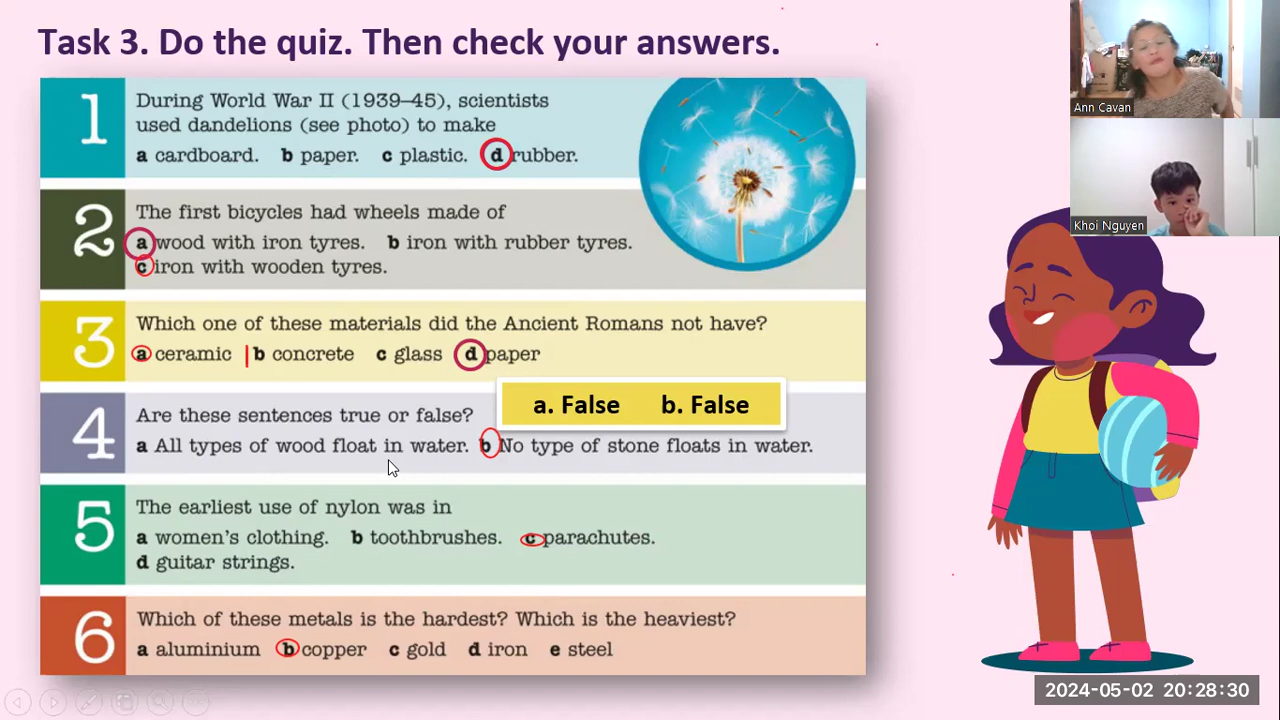 Task 3. Do the quiz. Then check your answers.
1
During World War II (1939–45), scientists
used dandelions (see photo) to make
a cardboard. b paper. c plastic. d rubber.
2
The first bicycles had wheels made of
a wood with iron tyres. b iron with rubber tyres.
c iron with wooden tyres.
3
Which one of these materials did the Ancient Romans not have?
a ceramic b concrete c glass d paper
4
Are these sentences true or false?
a. False b. False
a All types of wood float in water. b No type of stone floats in water.
5
The earliest use of nylon was in
a women's clothing. b toothbrushes. c parachutes.
d guitar strings.
6
Which of these metals is the hardest? Which is the heaviest?
a aluminium b copper c gold d iron e steel
Ann Cavan
Khoi Nguyen
2024-05-02 20:28:30